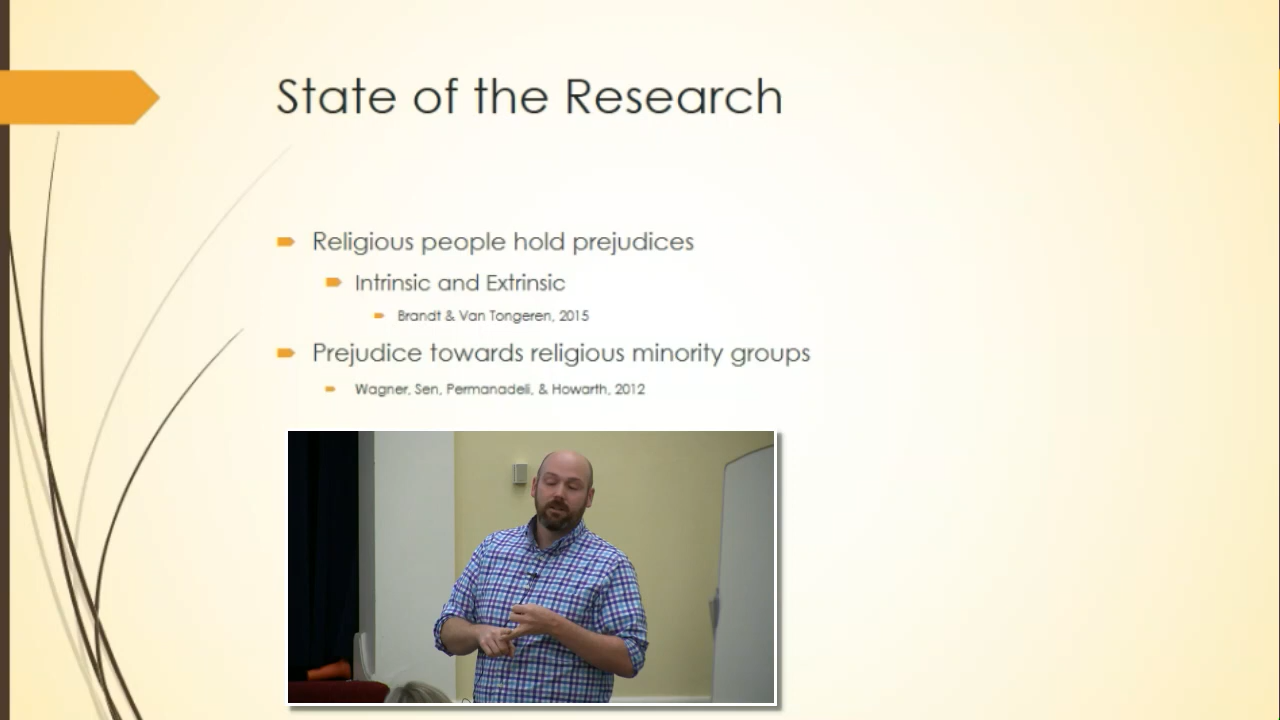 State of the Research
Religious people hold prejudices
Intrinsic and Extrinsic
Brandt & Van Tongeren, 2015
Prejudice towards religious minority groups
Wagner, Sen, Permanadeli, & Howarth, 2012